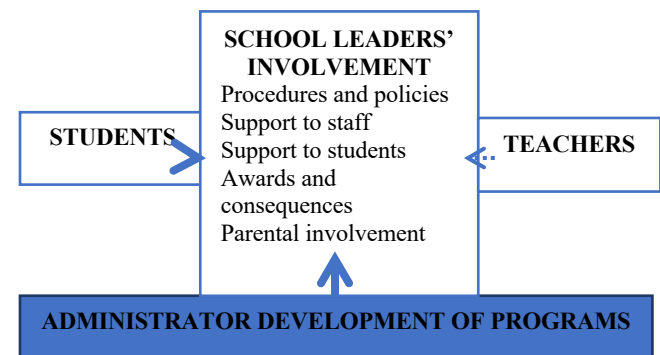 SCHOOL LEADERS’
INVOLVEMENT
Procedures and policies
Support to staff
Support to students
Awards and
consequences
Parental involvement
STUDENTS
TEACHERS
ADMINISTRATOR DEVELOPMENT OF PROGRAMS